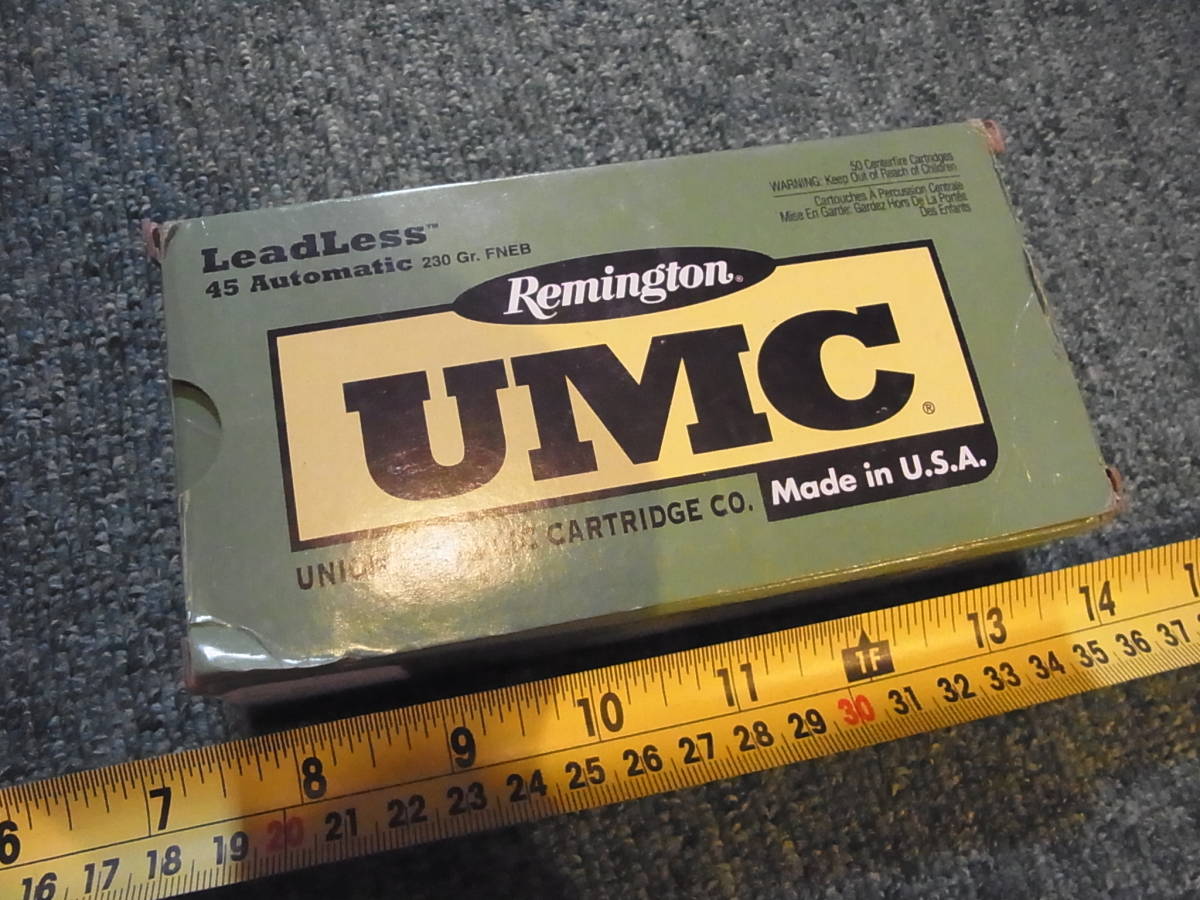 LeadLess™
45 Automatic 230 Gr. FNEB
50 Centerfire Cartridges
WARNING: Keep Out of Reach of Children
Cartouches À Percussion Centrale
Mise En Garde: Gardez Hors De La Portée
Des Enfants
Remington®
UMC®
CARTRIDGE CO.
Made in U.S.A.
6 7 8 9 10 11 1F 13 14
16 17 18 19 20 21 22 23 24 25 26 27 28 29 30 31 32 33 34 35 36 37